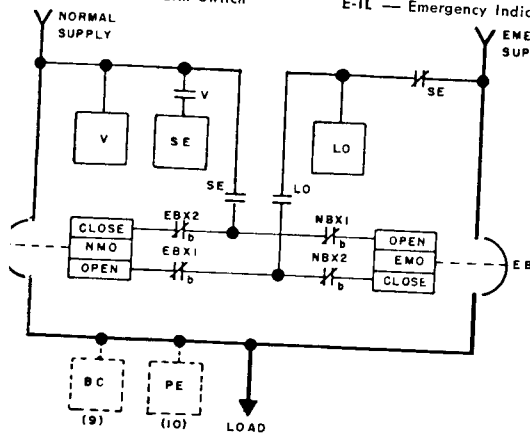 Switch
E-IL — Emergency Indic
NORMAL
SUPPLY
EME
SUP
V
SE
V
SE
LO
SE
LO
CLOSE
NMO
OPEN
EBX2
b
EBX1
b
NBX1
b
NBX2
b
OPEN
EMO
CLOSE
EB
BC
(9)
PE
(10)
LOAD